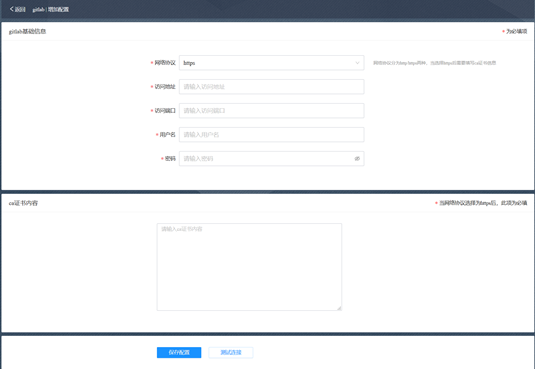 < 返回 gitlab | 增加配置
gitlab基础信息 * 为必填项
* 网络协议 https 网络协议分为http/https两种，当选择https后需要填写ca证书信息
* 访问地址 请输入访问地址
* 访问端口 请输入访问端口
* 用户名 请输入用户名
* 密码 请输入密码
ca证书内容 * 当网络协议选择为https后，此项为必填
请输入ca证书内容
保存配置 测试连接